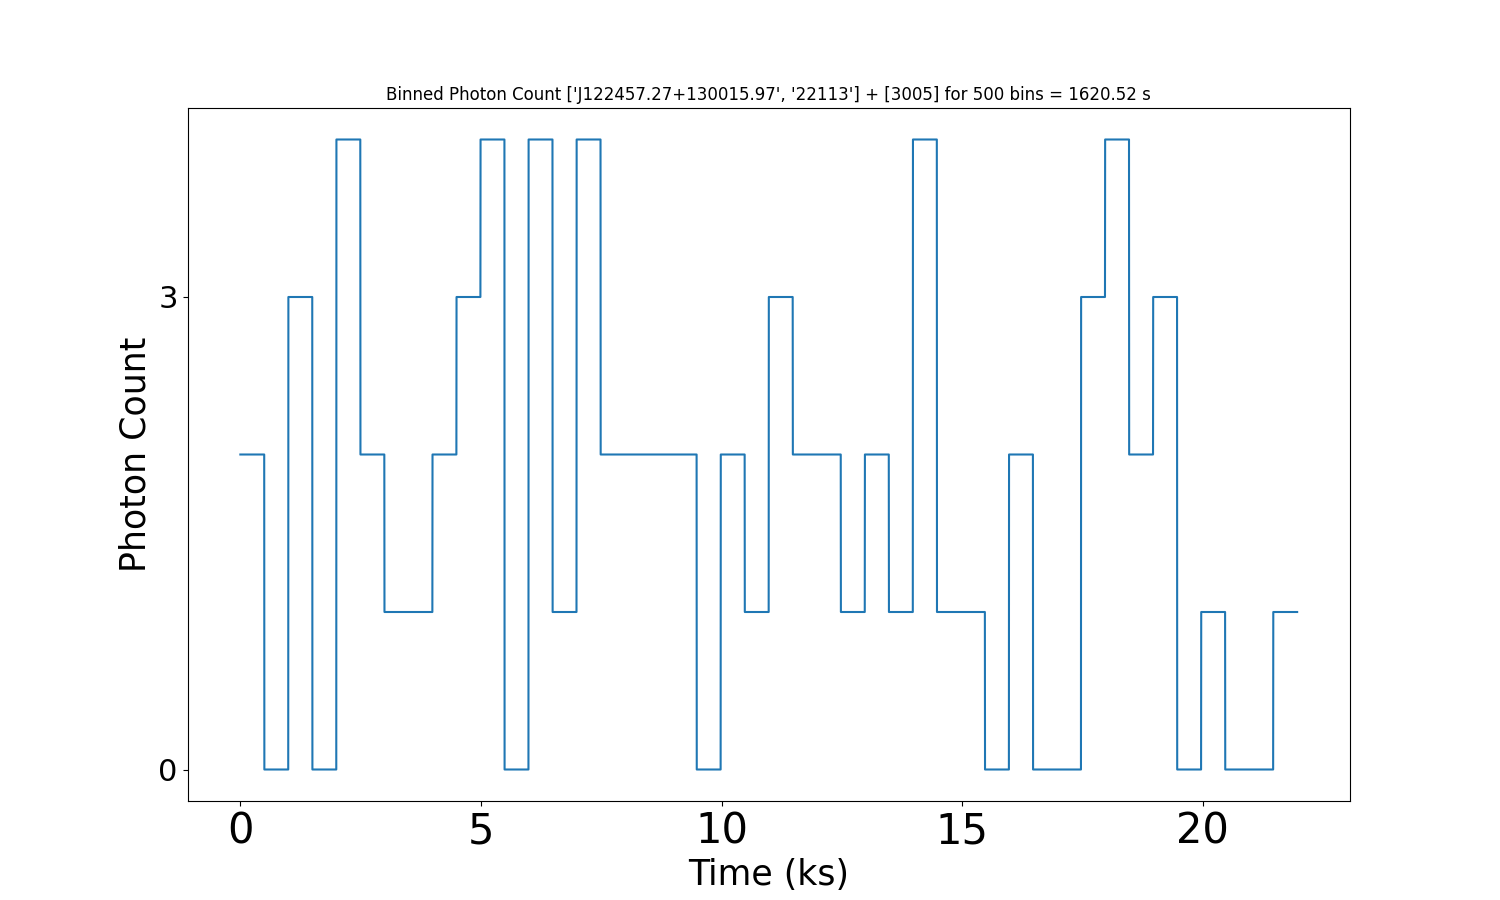 Binned Photon Count ['J122457.27+130015.97', '22113'] + [3005] for 500 bins = 1620.52 s
3
Photon Count
0
0 5 10 15 20
Time (ks)